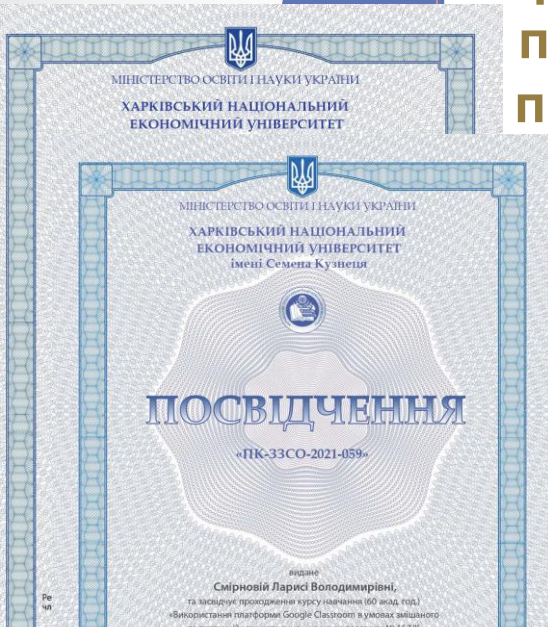 П
П
МІНІСТЕРСТВО ОСВІТИ І НАУКИ УКРАЇНИ
ХАРКІВСЬКИЙ НАЦІОНАЛЬНИЙ
ЕКОНОМІЧНИЙ УНІВЕРСИТЕТ
МІНІСТЕРСТВО ОСВІТИ І НАУКИ УКРАЇНИ
ХАРКІВСЬКИЙ НАЦІОНАЛЬНИЙ
ЕКОНОМІЧНИЙ УНІВЕРСИТЕТ
імені Семена Кузнеця
ПОСВІДЧЕННЯ
«ПК-ЗЗСО-2021-059»
видане
Смірновій Ларисі Володимирівні,
та засвідчує проходження курсу навчання (60 акад. год.)
«Використання платформи Google Classroom в умовах змішаного
Ре
чл